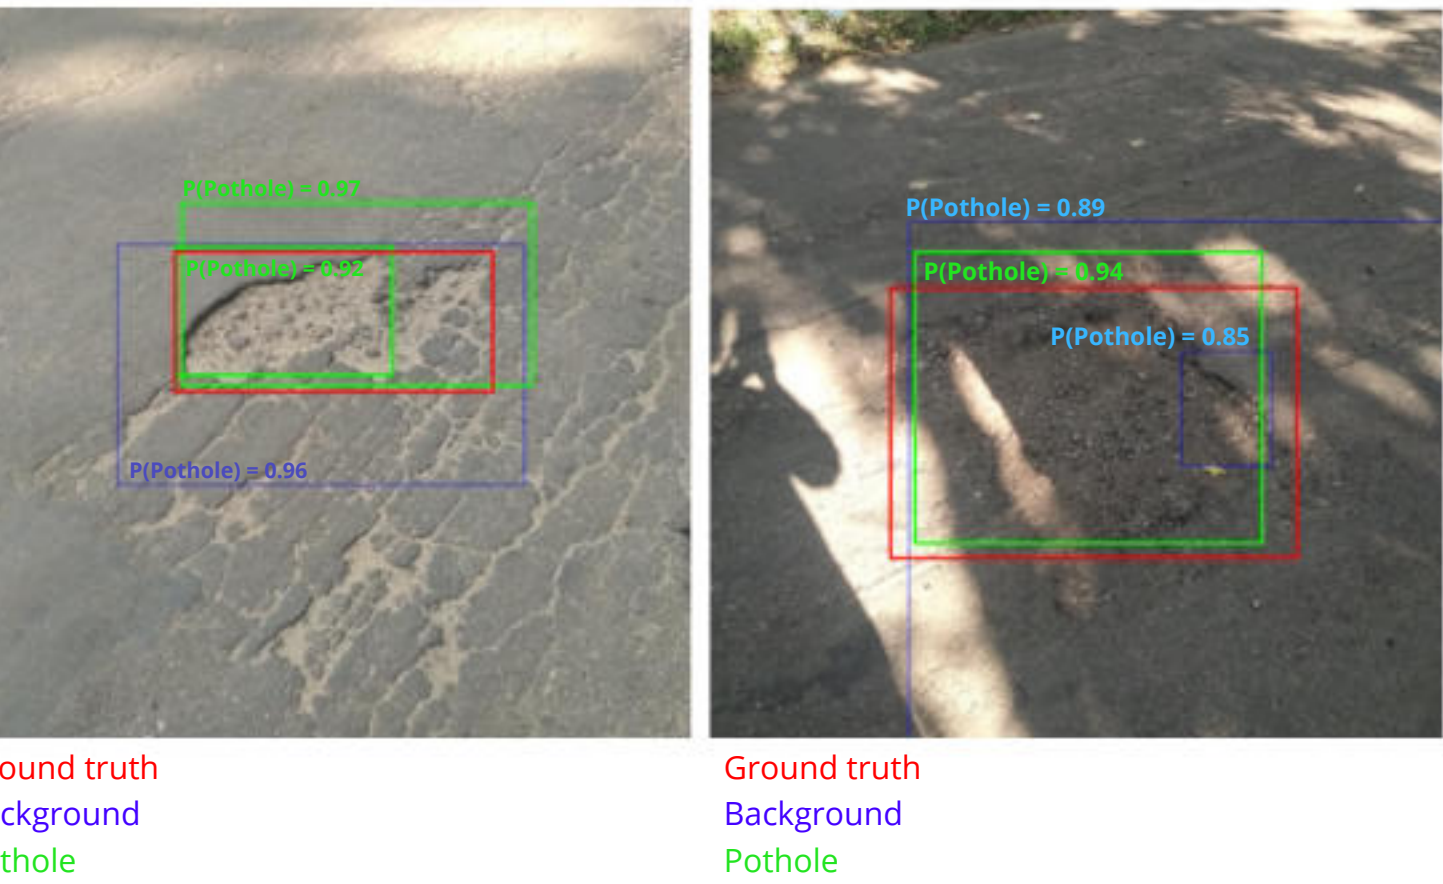 P(Pothole) = 0.97
P(Pothole) = 0.92
P(Pothole) = 0.96
P(Pothole) = 0.89
P(Pothole) = 0.94
P(Pothole) = 0.85
ound truth
ckground
thole
Ground truth
Background
Pothole